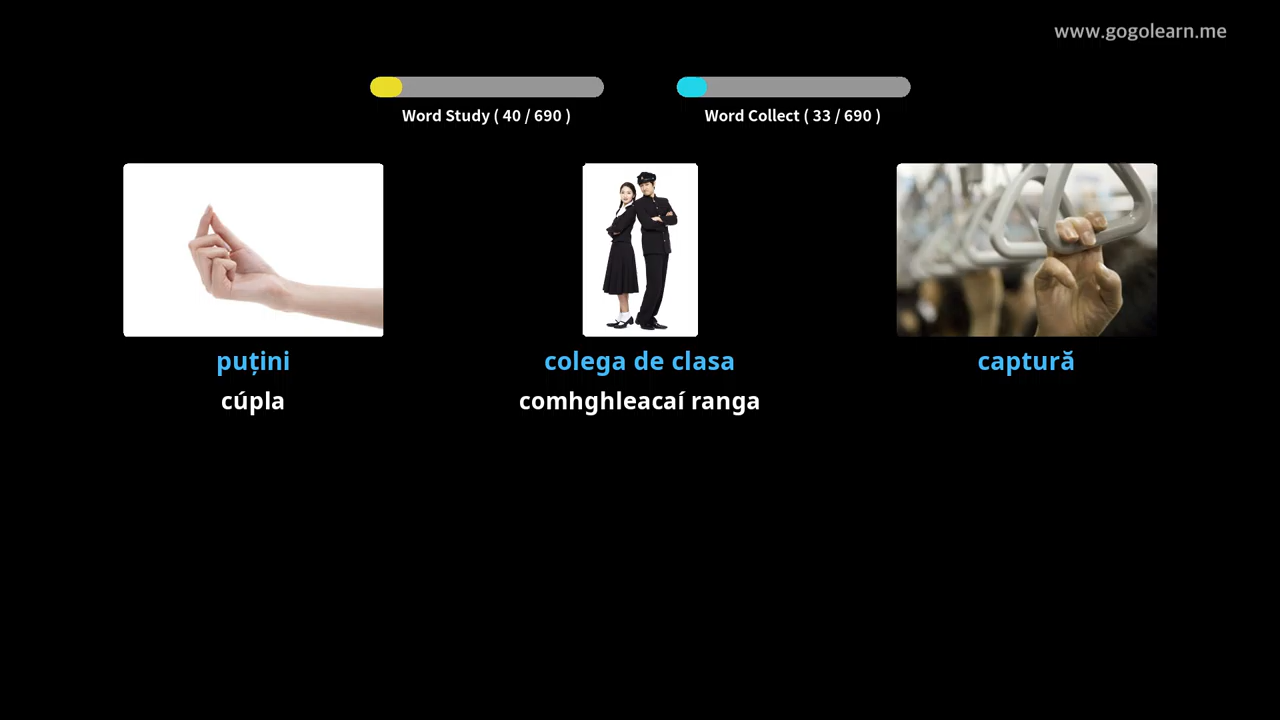 www.gogolearn.me
Word Study ( 40 / 690 )
Word Collect ( 33 / 690 )
puțini
colega de clasa
captură
cúpla
comhghleacaí ranga